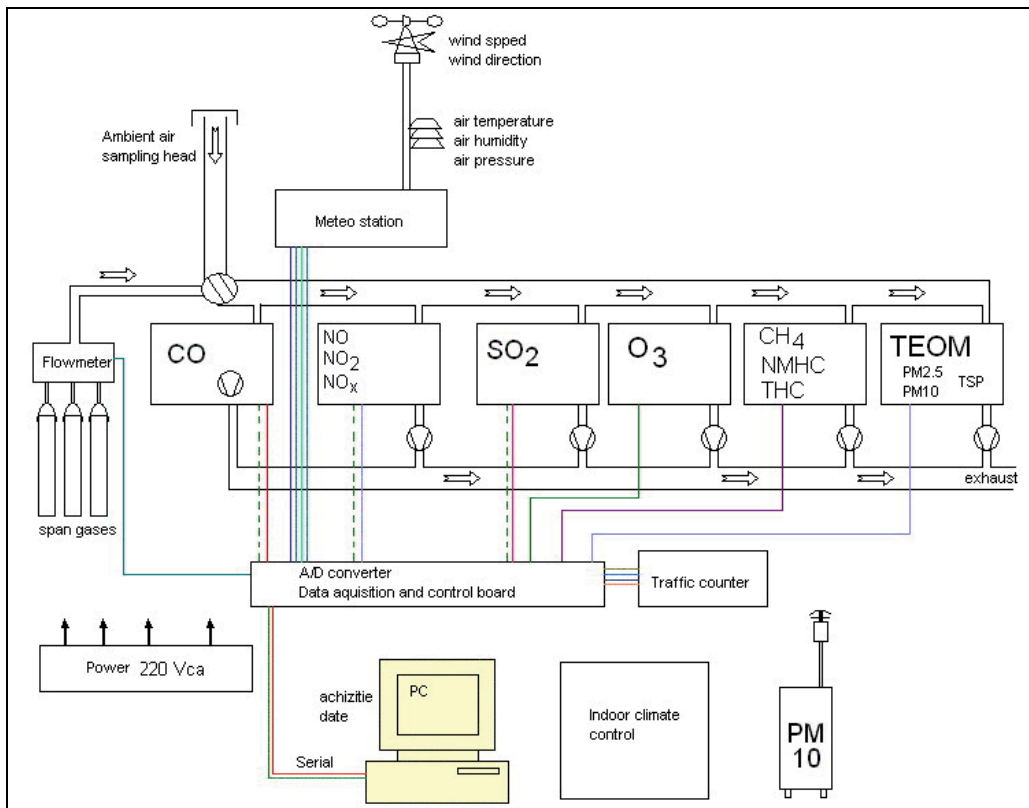 wind spped
wind direction
air temperature
air humidity
air pressure
Ambient air
sampling head
Meteo station
Flowmeter
span gases
CO
NO
NO2
NOx
SO2
O3
CH4
NMHC
THC
TEOM
PM2.5
PM10
TSP
exhaust
A/D converter
Data aquisition and control board
Traffic counter
Power 220 Vca
achizitie
date
PC
Serial
Indoor climate
control
PM
10